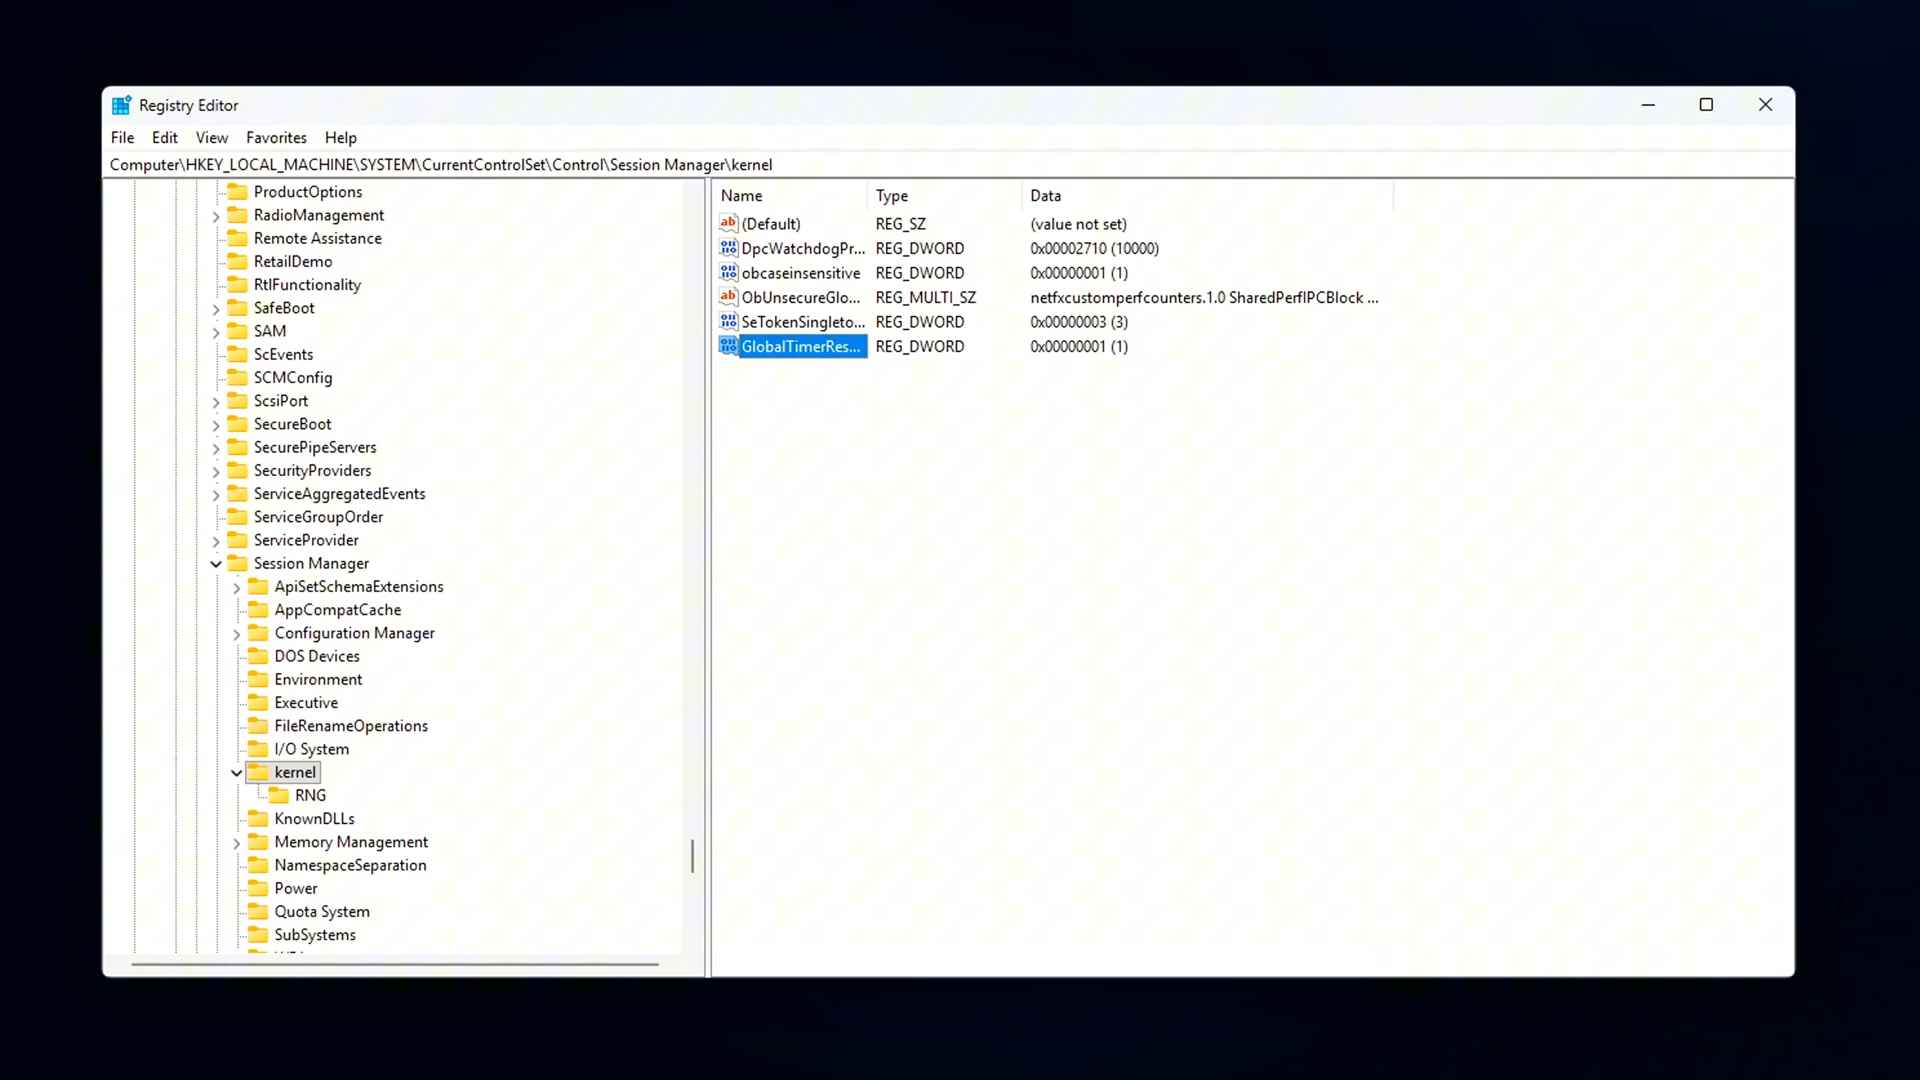 Registry Editor
File Edit View Favorites Help
Computer\HKEY_LOCAL_MACHINE\SYSTEM\CurrentControlSet\Control\Session Manager\kernel
ProductOptions
RadioManagement
Remote Assistance
RetailDemo
RtlFunctionality
SafeBoot
SAM
ScEvents
SCMConfig
ScsiPort
SecureBoot
SecurePipeServers
SecurityProviders
ServiceAggregatedEvents
ServiceGroupOrder
ServiceProvider
Session Manager
ApiSetSchemaExtensions
AppCompatCache
Configuration Manager
DOS Devices
Environment
Executive
FileRenameOperations
I/O System
kernel
RNG
KnownDLLs
Memory Management
NamespaceSeparation
Power
Quota System
SubSystems
Name Type Data
(Default) REG_SZ (value not set)
DpcWatchdogPr... REG_DWORD 0x00002710 (10000)
obcaseinsensitive REG_DWORD 0x00000001 (1)
ObUnsecureGlo... REG_MULTI_SZ netfxcustomperfcounters.1.0 SharedPerfIPCBlock ...
SeTokenSingleto... REG_DWORD 0x00000003 (3)
GlobalTimerRes... REG_DWORD 0x00000001 (1)